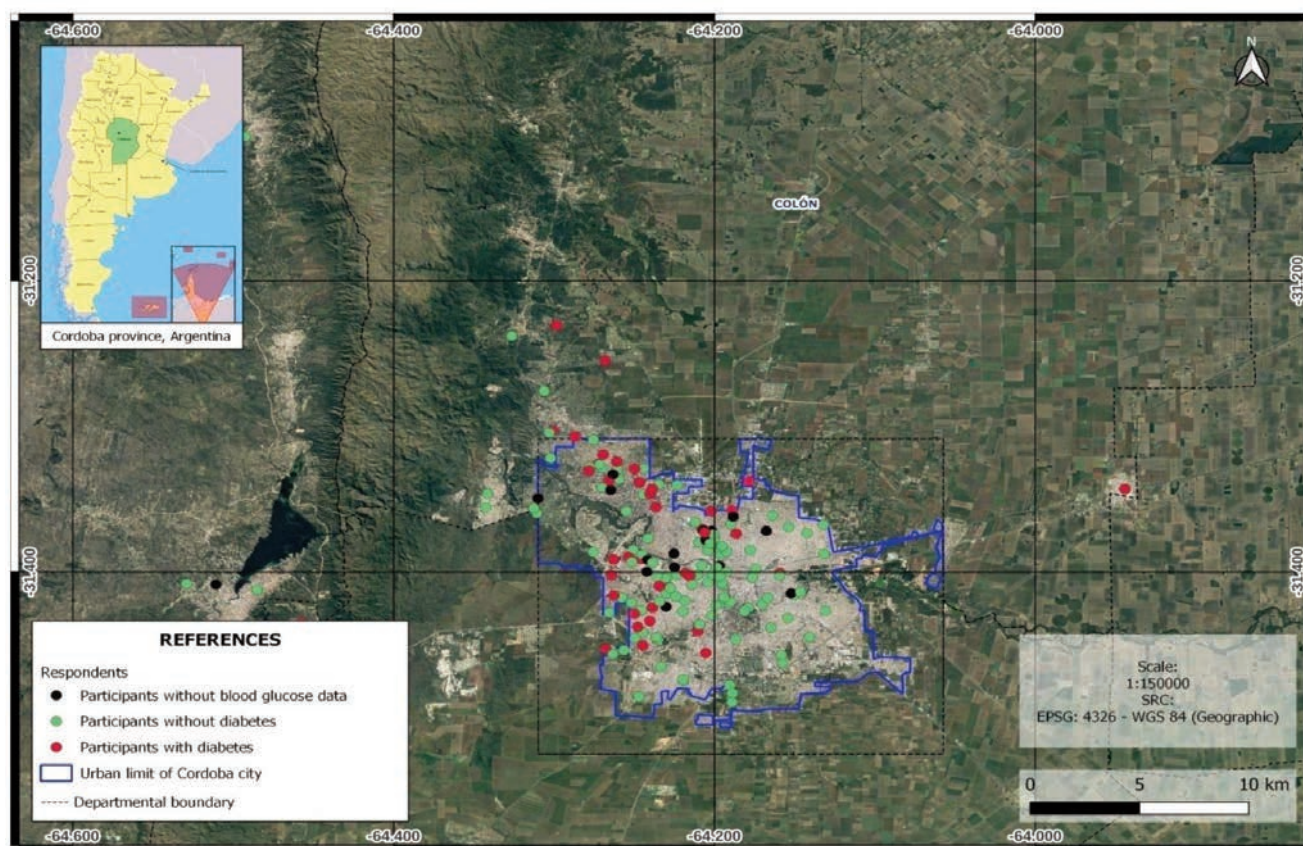 -64.600
-64.400
-64.200
-64.000
N
COLÓN
-31.200
-31.200
Cordoba province, Argentina
-31.400
-31.400
REFERENCES
Respondents
Participants without blood glucose data
Participants without diabetes
Participants with diabetes
Urban limit of Cordoba city
Departmental boundary
Scale:
1:150000
SRC:
EPSG: 4326 - WGS 84 (Geographic)
0 5 10 km
-64.600
-64.400
-64.200
-64.000